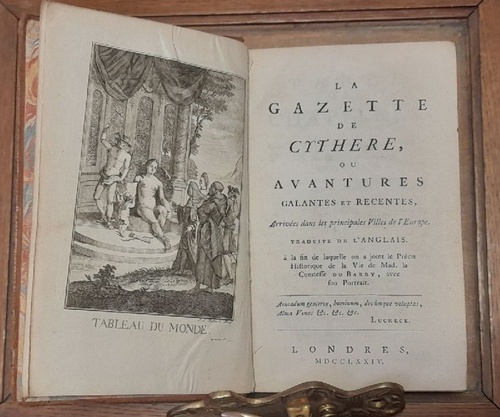 TABLEAU DU MONDE.
LA
GAZETTE
DE
CYTHERE,
OU
AVANTURES
GALANTES ET RECENTES,
Arrivées dans les principales Villes de l'Europe.
TRADUITE DE L'ANGLAIS.
à la fin de laquelle on a joint le Précis
Historique de la Vie de Mad. la
Comtesse DU BARRY, avec
son Portrait.
Aneadum genetrix, hominum, divûmque voluptas,
Alma Venus &c. &c. &c.
LUCRECE.
LONDRES,
MDCCLXXIV.